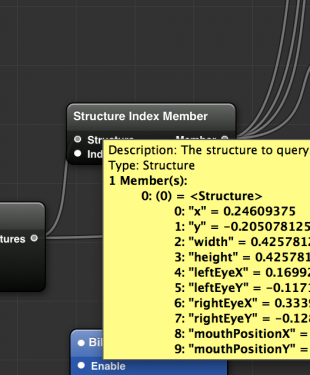 Structure Index Member
Structure Member
Ind
Description: The structure to query
Type: Structure
1 Member(s):
0: (0) = <Structure>
0: "x" = 0.24609375
1: "y" = -0.205078125
2: "width" = 0.4257812
3: "height" = 0.425781
4: "leftEyeX" = 0.16992
5: "leftEyeY" = -0.1171
6: "rightEyeX" = 0.3339
7: "rightEyeY" = -0.128
8: "mouthPositionX" =
9: "mouthPositionY" =
tures
Bil
Enable